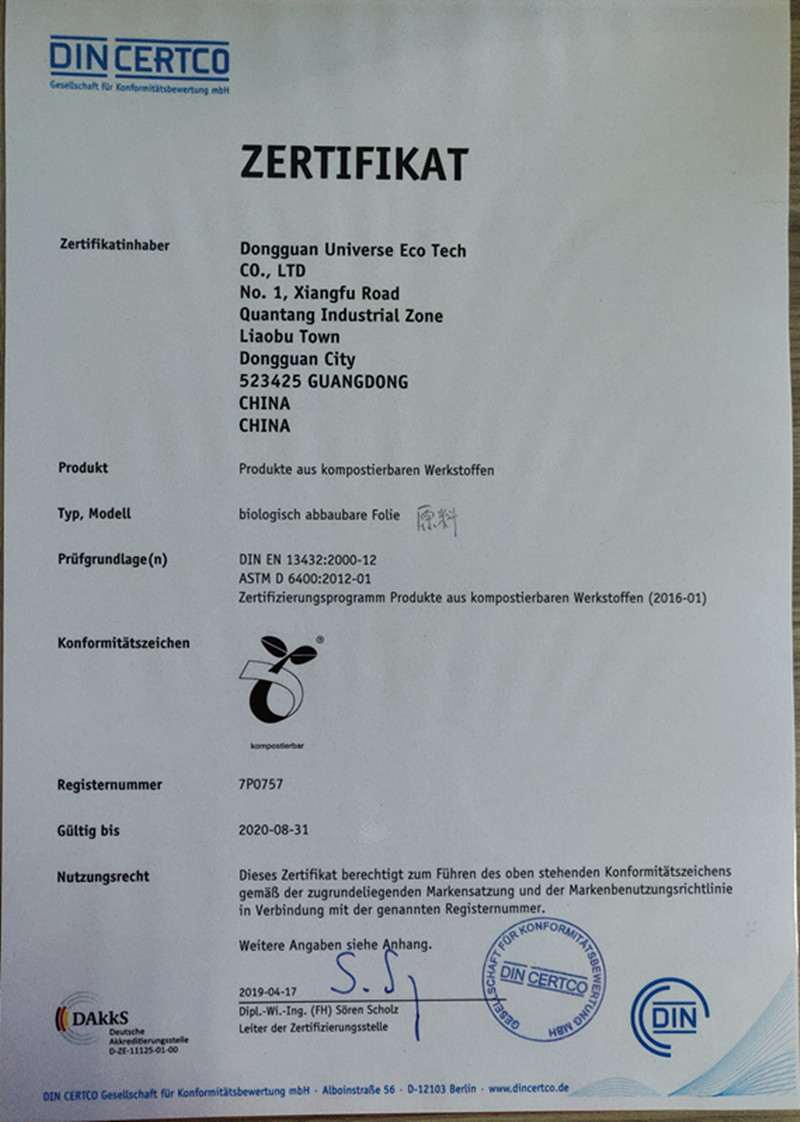 DIN CERTCO
Gesellschaft für Konformitätsbewertung mbH
ZERTIFIKAT
Zertifikatinhaber
Dongguan Universe Eco Tech
CO., LTD
No. 1, Xiangfu Road
Quantang Industrial Zone
Liaobu Town
Dongguan City
523425 GUANGDONG
CHINA
CHINA
Produkt
Produkte aus kompostierbaren Werkstoffen
Typ, Modell
biologisch abbaubare Folie 原料
Prüfgrundlage(n)
DIN EN 13432:2000-12
ASTM D 6400:2012-01
Zertifizierungsprogramm Produkte aus kompostierbaren Werkstoffen (2016-01)
Konformitätszeichen
®
kompostierbar
Registernummer
7P0757
Gültig bis
2020-08-31
Nutzungsrecht
Dieses Zertifikat berechtigt zum Führen des oben stehenden Konformitätszeichens
gemäß der zugrundeliegenden Markensatzung und der Markenbenutzungsrichtlinie
in Verbindung mit der genannten Registernummer.
Weitere Angaben siehe Anhang.
S.S
2019-04-17
Dipl.-Wi.-Ing. (FH) Sören Scholz
Leiter der Zertifizierungsstelle
GESELLSCHAFT FÜR KONFORMITÄTSBEWERTUNG MBH
DIN CERTCO
DAkkS
Deutsche
Akkreditierungsstelle
D-ZE-11125-01-00
DIN
DIN CERTCO Gesellschaft für Konformitätsbewertung mbH · Alboinstraße 56 · D-12103 Berlin · www.dincertco.de